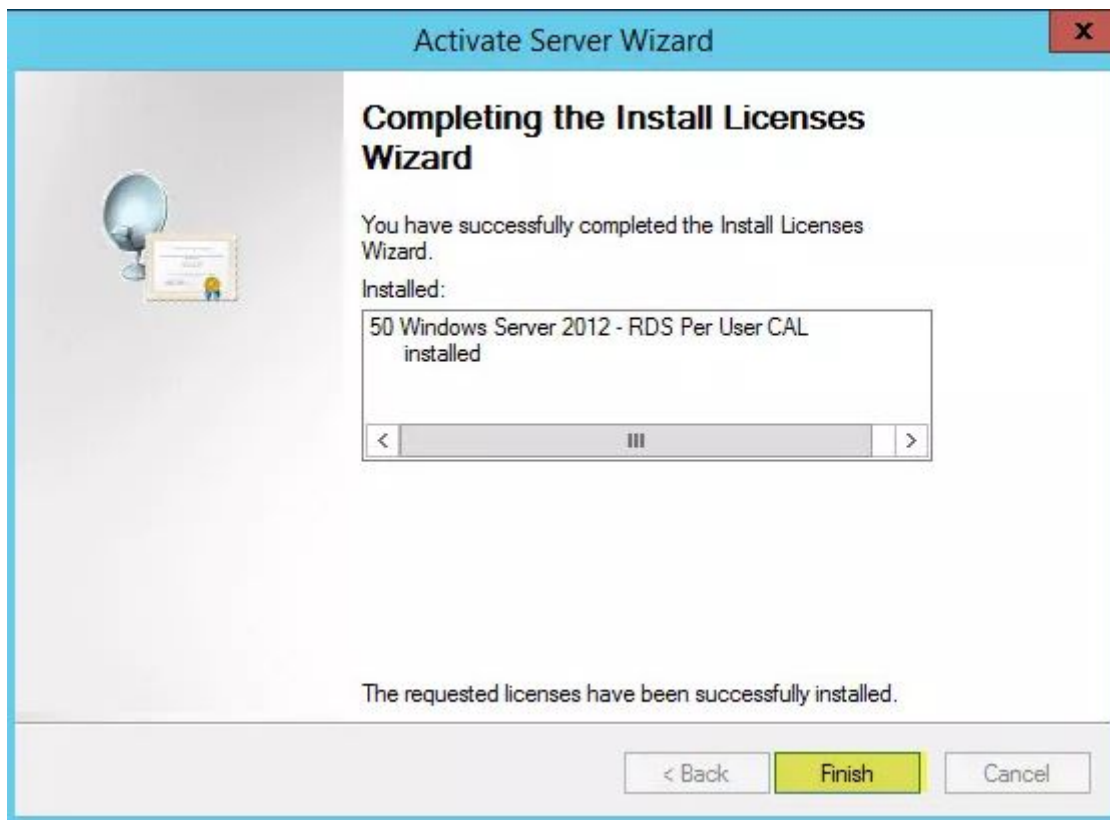 Activate Server Wizard
x
Completing the Install Licenses
Wizard
You have successfully completed the Install Licenses
Wizard.
Installed:
50 Windows Server 2012 - RDS Per User CAL
installed
The requested licenses have been successfully installed.
< Back
Finish
Cancel